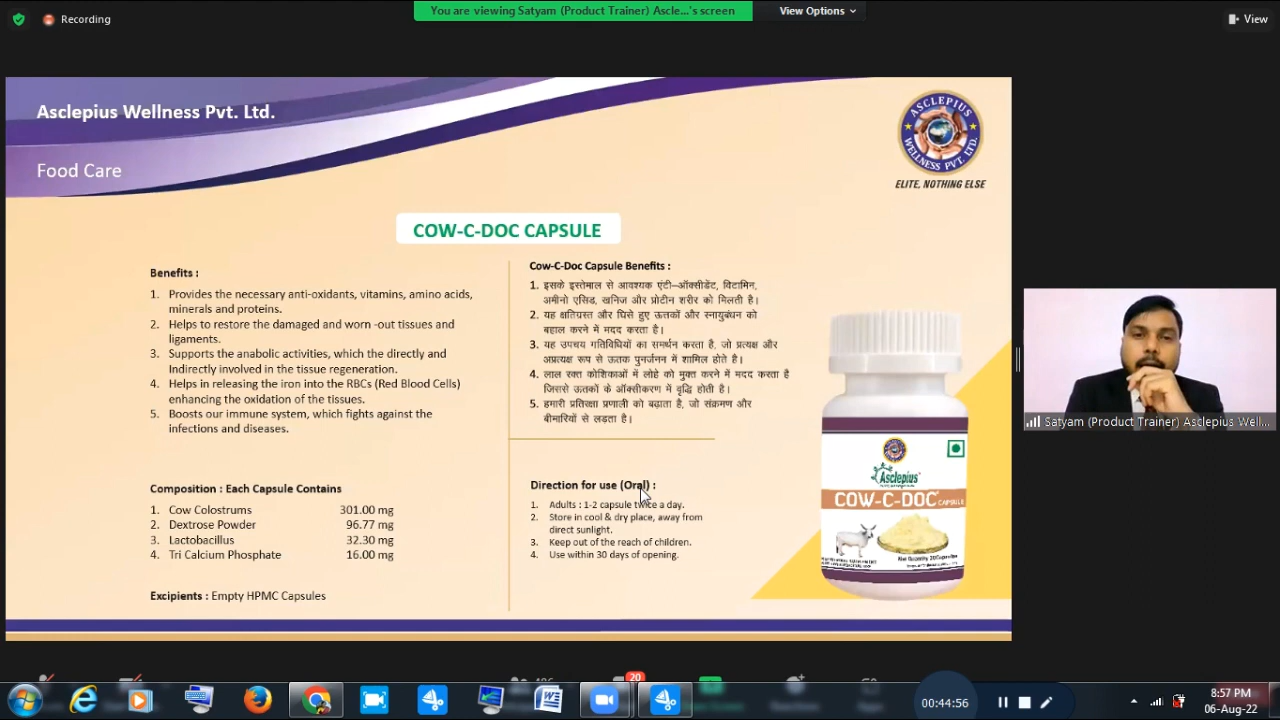 Recording
You are viewing Satyam (Product Trainer) Ascle...'s screen
View Options
View
Asclepius Wellness Pvt. Ltd.
Food Care
ASCLEPIUS
WELLNESS PVT. LTD.
ELITE, NOTHING ELSE
COW-C-DOC CAPSULE
Benefits :
1. Provides the necessary anti-oxidants, vitamins, amino acids,
minerals and proteins.
2. Helps to restore the damaged and worn -out tissues and
ligaments.
3. Supports the anabolic activities, which the directly and
Indirectly involved in the tissue regeneration.
4. Helps in releasing the iron into the RBCs (Red Blood Cells)
enhancing the oxidation of the tissues.
5. Boosts our immune system, which fights against the
infections and diseases.
Composition : Each Capsule Contains
1. Cow Colostrums 301.00 mg
2. Dextrose Powder 96.77 mg
3. Lactobacillus 32.30 mg
4. Tri Calcium Phosphate 16.00 mg
Excipients : Empty HPMC Capsules
Cow-C-Doc Capsule Benefits :
1. इसके इस्तेमाल से आवश्यक एंटी–ऑक्सीडेंट, विटामिन,
अमीनो एसिड, खनिज और प्रोटीन शरीर को मिलती है।
2. यह क्षतिग्रस्त और घिसे हुए ऊतकों और स्नायुबंधन को
बहाल करने में मदद करता है।
3. यह उपचय गतिविधियों का समर्थन करता है, जो प्रत्यक्ष और
अप्रत्यक्ष रूप से ऊतक पुनर्जनन में शामिल होते है।
4. लाल रक्त कोशिकाओं में लोहे को मुक्त करने में मदद करता है
जिससे ऊतकों के ऑक्सीकरण में वृद्धि होती है।
5. हमारी प्रतिरक्षा प्रणाली को बढ़ाता है, जो संक्रमण और
बीमारियों से लड़ता है।
Direction for use (Oral) :
1. Adults : 1-2 capsule twice a day.
2. Store in cool & dry place, away from
direct sunlight.
3. Keep out of the reach of children.
4. Use within 30 days of opening.
Asclepius
COW-C-DOC CAPSULE
Satyam (Product Trainer) Asclepius Well...
20
00:44:56
8:57 PM
06-Aug-22